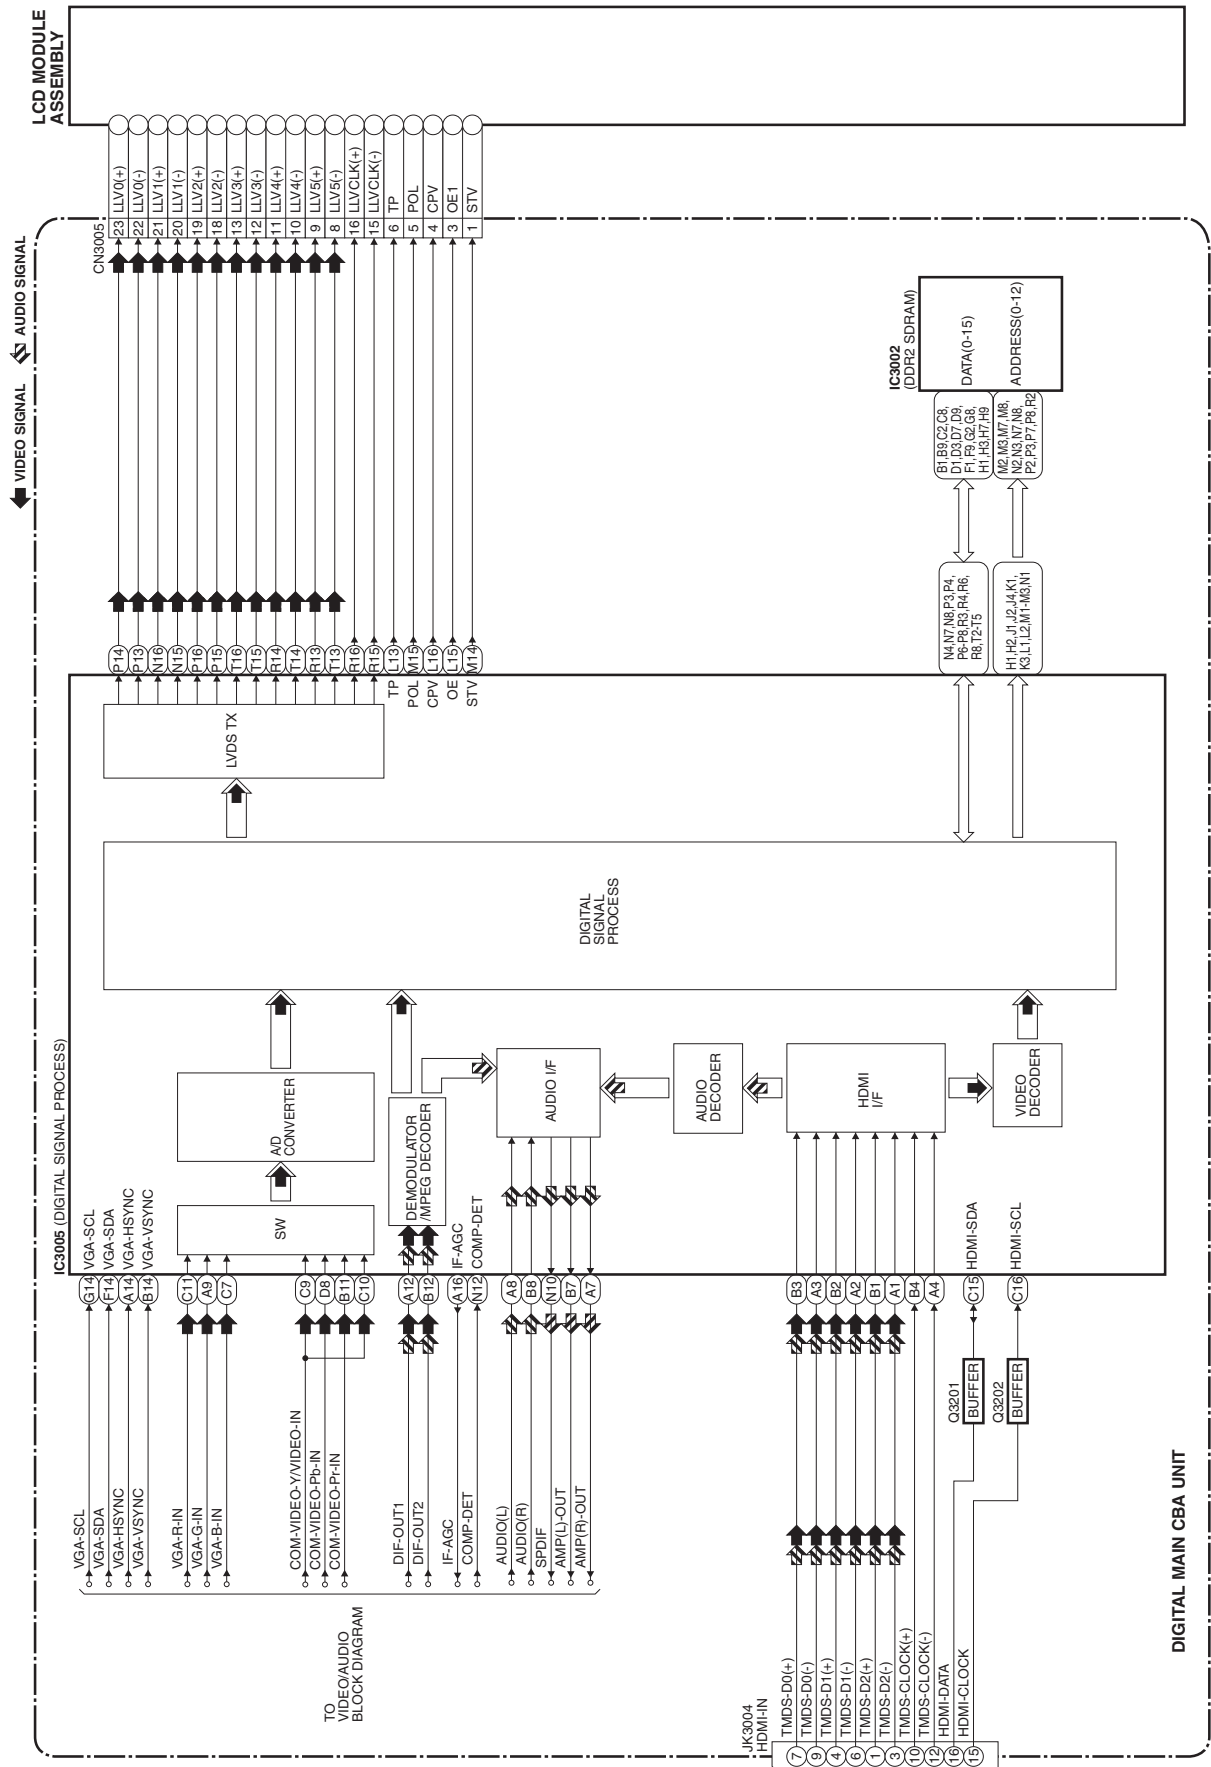 LCD MODULE
ASSEMBLY
VIDEO SIGNAL
AUDIO SIGNAL
CN3005
23 LLV0(+)
22 LLV0(-)
21 LLV1(+)
20 LLV1(-)
19 LLV2(+)
18 LLV2(-)
13 LLV3(+)
12 LLV3(-)
11 LLV4(+)
10 LLV4(-)
9 LLV5(+)
8 LLV5(-)
16 LLVCLK(+)
15 LLVCLK(-)
6 TP
5 POL
4 CPV
3 OE1
1 STV
P14
P13
N16
N15
P16
P15
T16
T15
R14
T14
R13
T13
R16
R15
TP L13
POL M15
CPV L16
OE L15
STV M14
LVDS TX
IC3002
(DDR2 SDRAM)
DATA(0-15)
ADDRESS(0-12)
B1,B9,C2,C8,
D1,D3,D7,D9,
F1,F9,G2,G8,
H1,H3,H7,H9
M2,M3,M7,M8,
N2,N3,N7,N8,
P2,P3,P7,P8,R2
N4,N7,N8,P3,P4,
P6-P8,R3,R4,R6,
R8,T2-T5
H1,H2,J1,J2,J4,K1,
K3,L1,L2,M1-M3,N1
DIGITAL
SIGNAL
PROCESS
IC3005 (DIGITAL SIGNAL PROCESS)
A/D
CONVERTER
SW
DEMODULATOR
/MPEG DECODER
AUDIO I/F
AUDIO
DECODER
HDMI
I/F
VIDEO
DECODER
G14 VGA-SCL
F14 VGA-SDA
A14 VGA-HSYNC
B14 VGA-VSYNC
C11
A9
C7
C9
D8
B11
C10
A12
B12
A16 IF-AGC
N12 COMP-DET
A8
B8
N10
B7
A7
B3
A3
B2
A2
B1
A1
B4
A4
C15 HDMI-SDA
C16 HDMI-SCL
Q3201
BUFFER
Q3202
BUFFER
VGA-SCL
VGA-SDA
VGA-HSYNC
VGA-VSYNC
VGA-R-IN
VGA-G-IN
VGA-B-IN
COM-VIDEO-Y/VIDEO-IN
COM-VIDEO-Pb-IN
COM-VIDEO-Pr-IN
DIF-OUT1
DIF-OUT2
IF-AGC
COMP-DET
AUDIO(L)
AUDIO(R)
SPDIF
AMP(L)-OUT
AMP(R)-OUT
TO
VIDEO/AUDIO
BLOCK DIAGRAM
JK3004
HDMI-IN
7 TMDS-D0(+)
9 TMDS-D0(-)
4 TMDS-D1(+)
6 TMDS-D1(-)
1 TMDS-D2(+)
3 TMDS-D2(-)
10 TMDS-CLOCK(+)
12 TMDS-CLOCK(-)
16 HDMI-DATA
15 HDMI-CLOCK
DIGITAL MAIN CBA UNIT